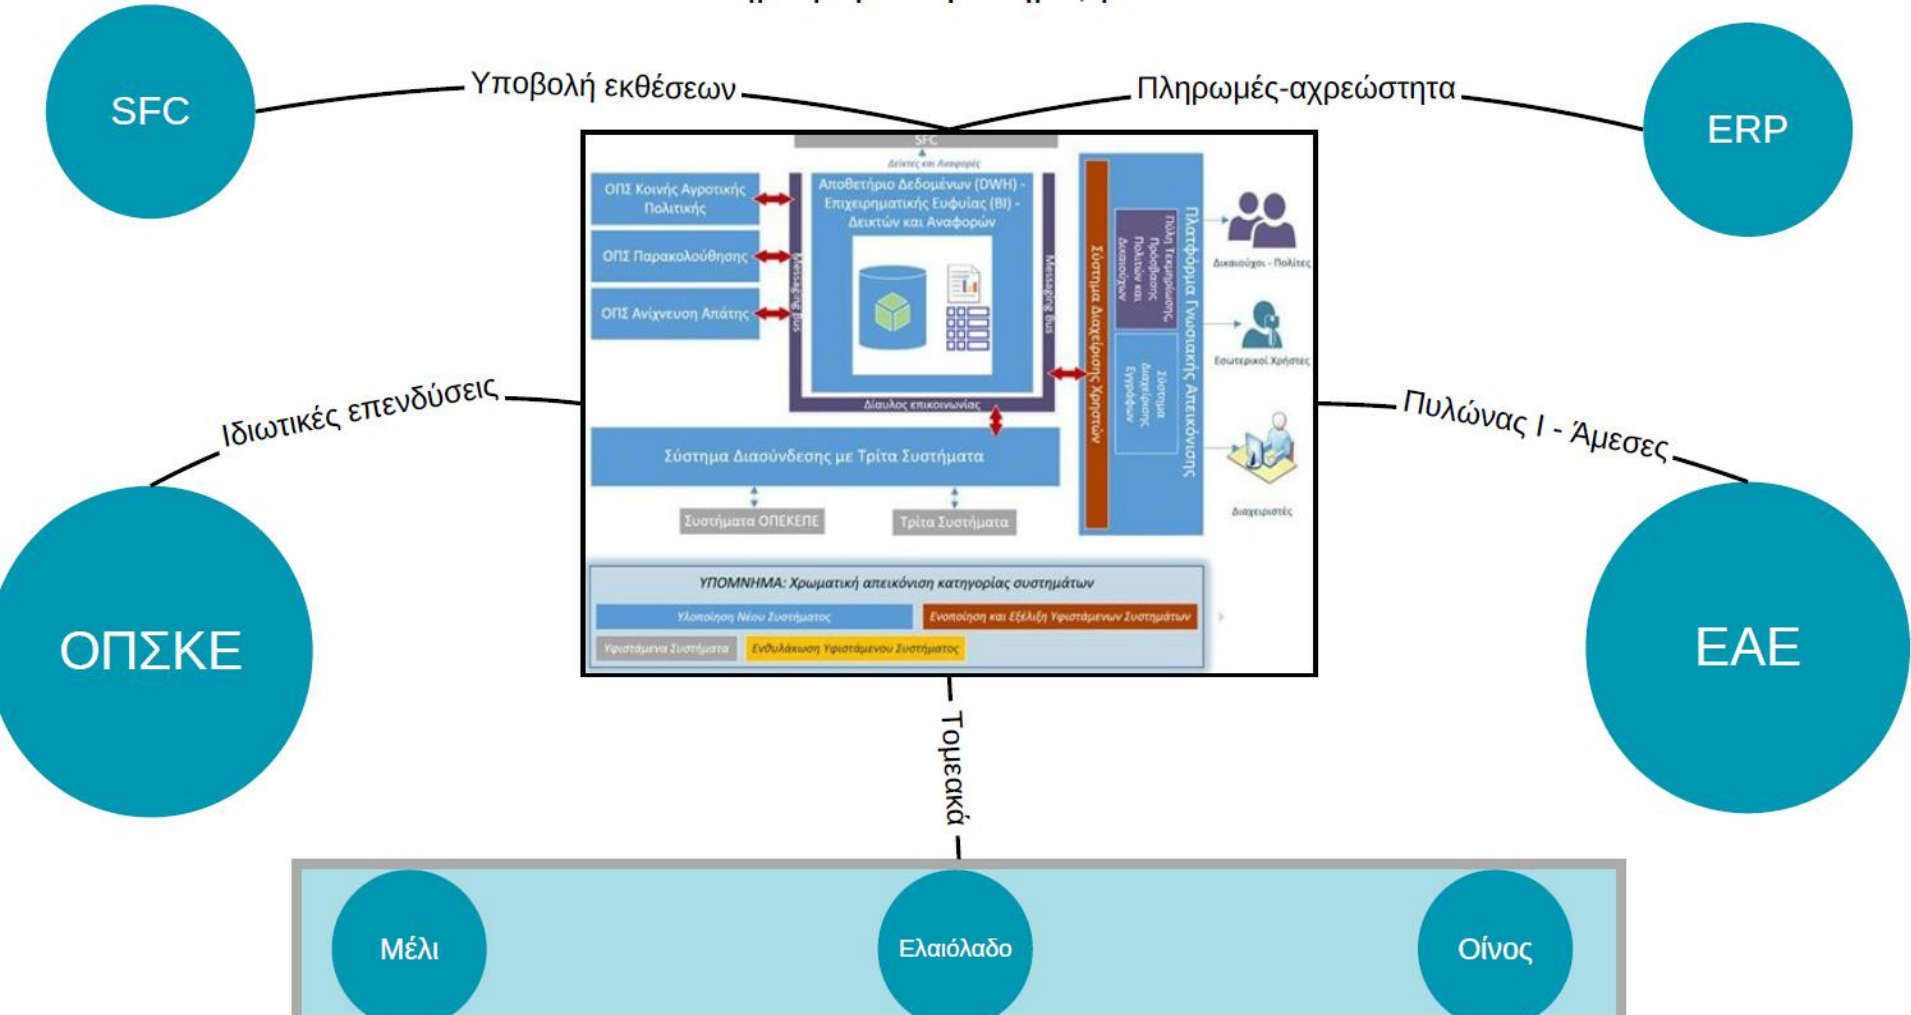 SFC
Υποβολή εκθέσεων
Πληρωμές-αχρεώστητα
ERP
SFC
Δείκτες και Αναφορές
ΟΠΣ Κοινής Αγροτικής
Πολιτικής
ΟΠΣ Παρακολούθησης
ΟΠΣ Ανίχνευση Απάτης
Messaging Bus
Αποθετήριο Δεδομένων (DWH) -
Επιχειρηματικής Ευφυίας (BI) -
Δεικτών και Αναφορών
Messaging Bus
Δίαυλος επικοινωνίας
Σύστημα Διαχείρισης Χρηστών
Πύλη Τεκμηρίωσης,
Πρόσβασης
Πολιτών και
Δικαιούχων
Σύστημα
Διαχείρισης
Εγγράφων
Πλατφόρμα Γνωσιακής Απεικόνισης
Δικαιούχοι - Πολίτες
Εσωτερικοί Χρήστες
Διαχειριστές
Σύστημα Διασύνδεσης με Τρίτα Συστήματα
Συστήματα ΟΠΕΚΕΠΕ
Τρίτα Συστήματα
ΥΠΟΜΝΗΜΑ: Χρωματική απεικόνιση κατηγορίας συστημάτων
Υλοποίηση Νέου Συστήματος
Ενοποίηση και Εξέλιξη Υφιστάμενων Συστημάτων
Υφιστάμενα Συστήματα
Ενθυλάκωση Υφιστάμενου Συστήματος
Ιδιωτικές επενδύσεις
Πυλώνας Ι - Άμεσες
ΟΠΣΚΕ
ΕΑΕ
Τομεακά
Μέλι
Ελαιόλαδο
Οίνος